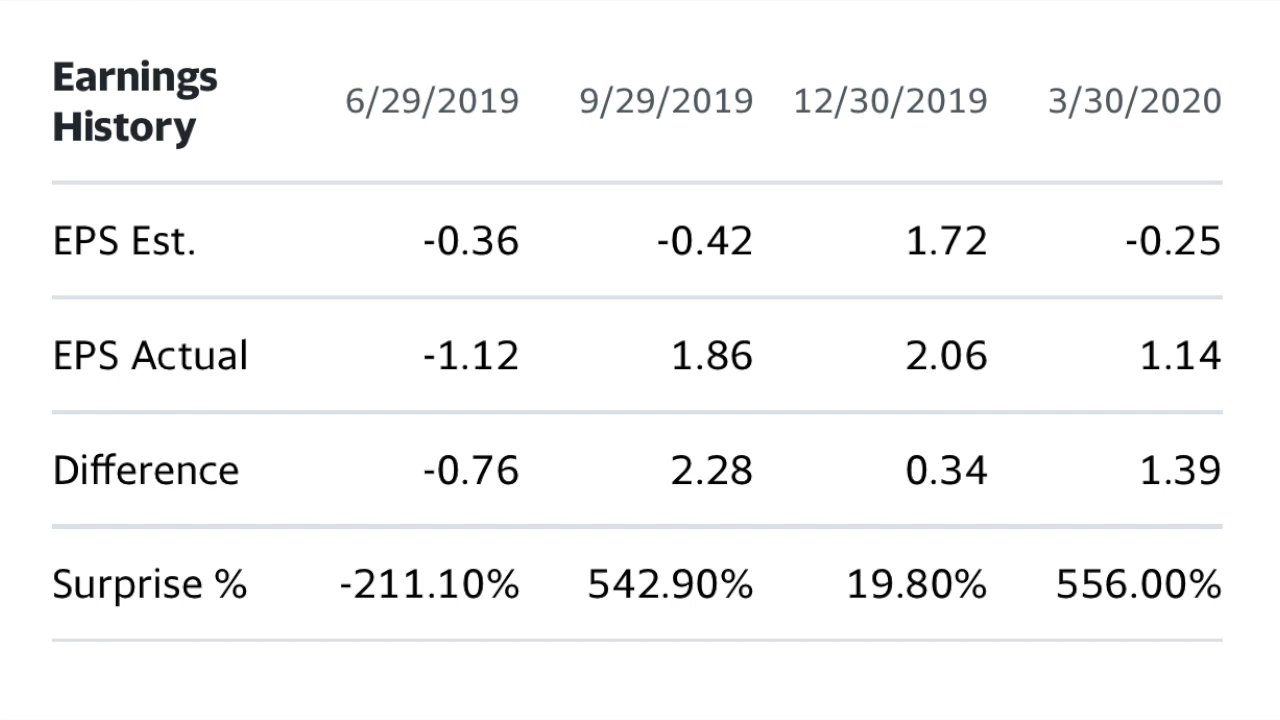 Earnings
History 6/29/2019 9/29/2019 12/30/2019 3/30/2020
EPS Est. -0.36 -0.42 1.72 -0.25
EPS Actual -1.12 1.86 2.06 1.14
Difference -0.76 2.28 0.34 1.39
Surprise % -211.10% 542.90% 19.80% 556.00%